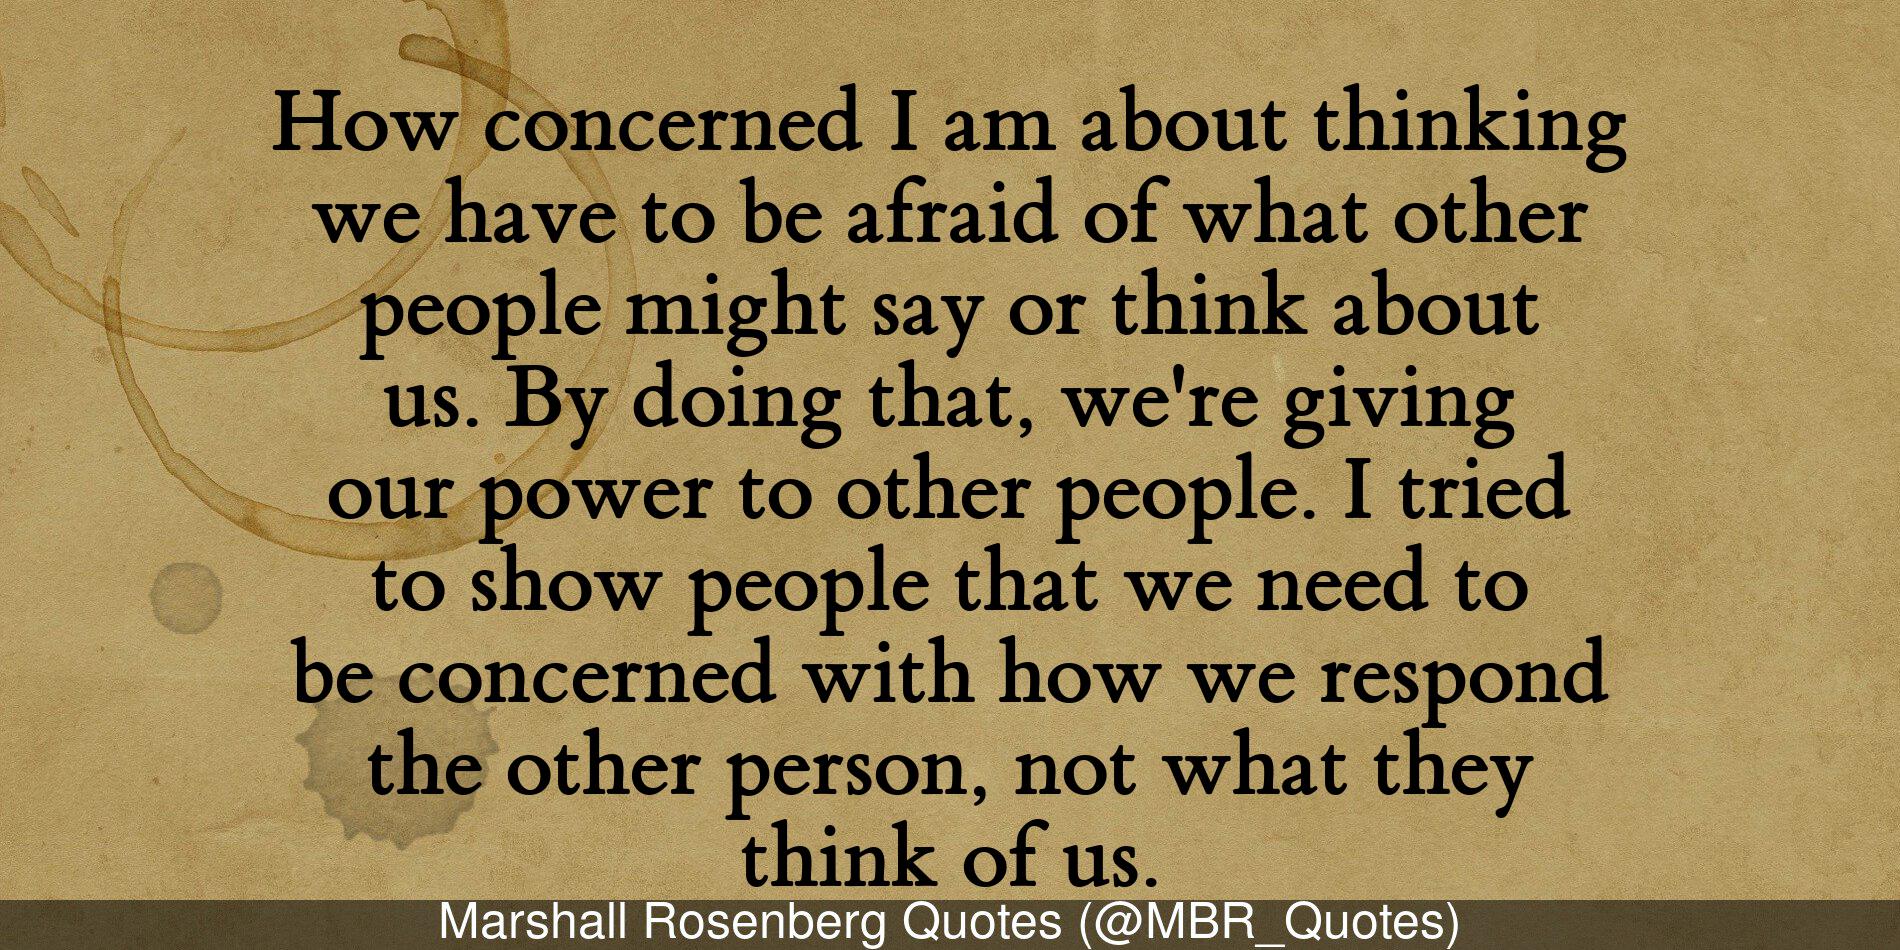 How concerned I am about thinking
we have to be afraid of what other
people might say or think about
us. By doing that, we're giving
our power to other people. I tried
to show people that we need to
be concerned with how we respond
the other person, not what they
think of us.
Marshall Rosenberg Quotes (@MBR_Quotes)